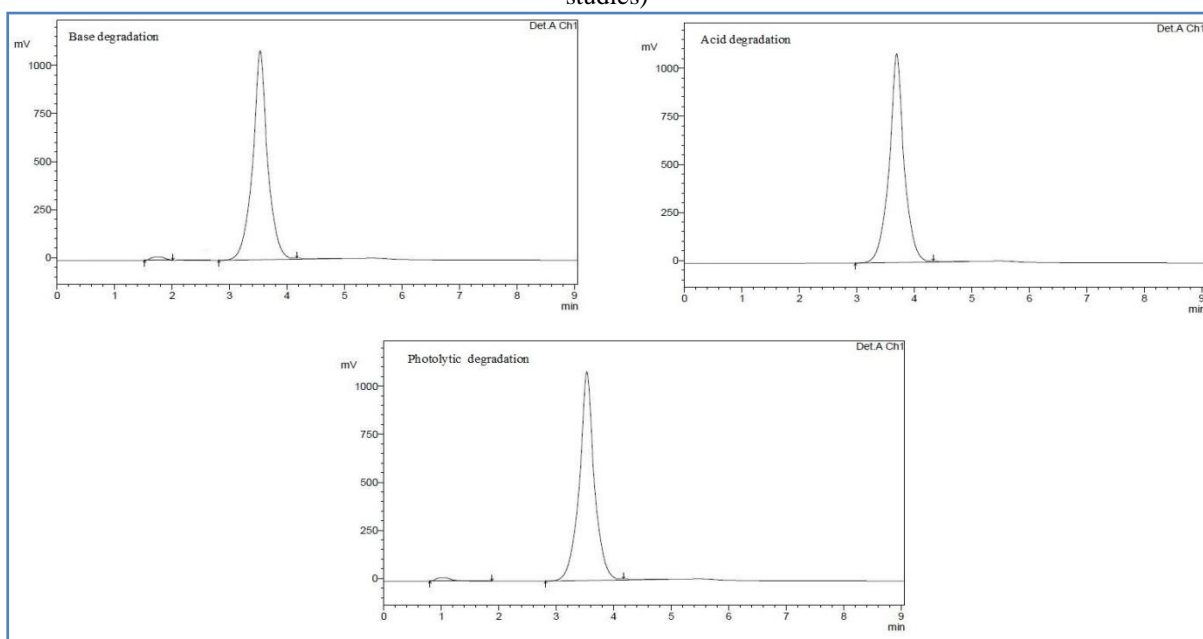 studies)
Base degradation
Det.A Ch1
mV
1000
750
500
250
0
0 1 2 3 4 5 6 7 8 9
min
Acid degradation
Det.A Ch1
mV
1000
750
500
250
0
0 1 2 3 4 5 6 7 8 9
min
Photolytic degradation
Det.A Ch1
mV
1000
750
500
250
0
0 1 2 3 4 5 6 7 8 9
min